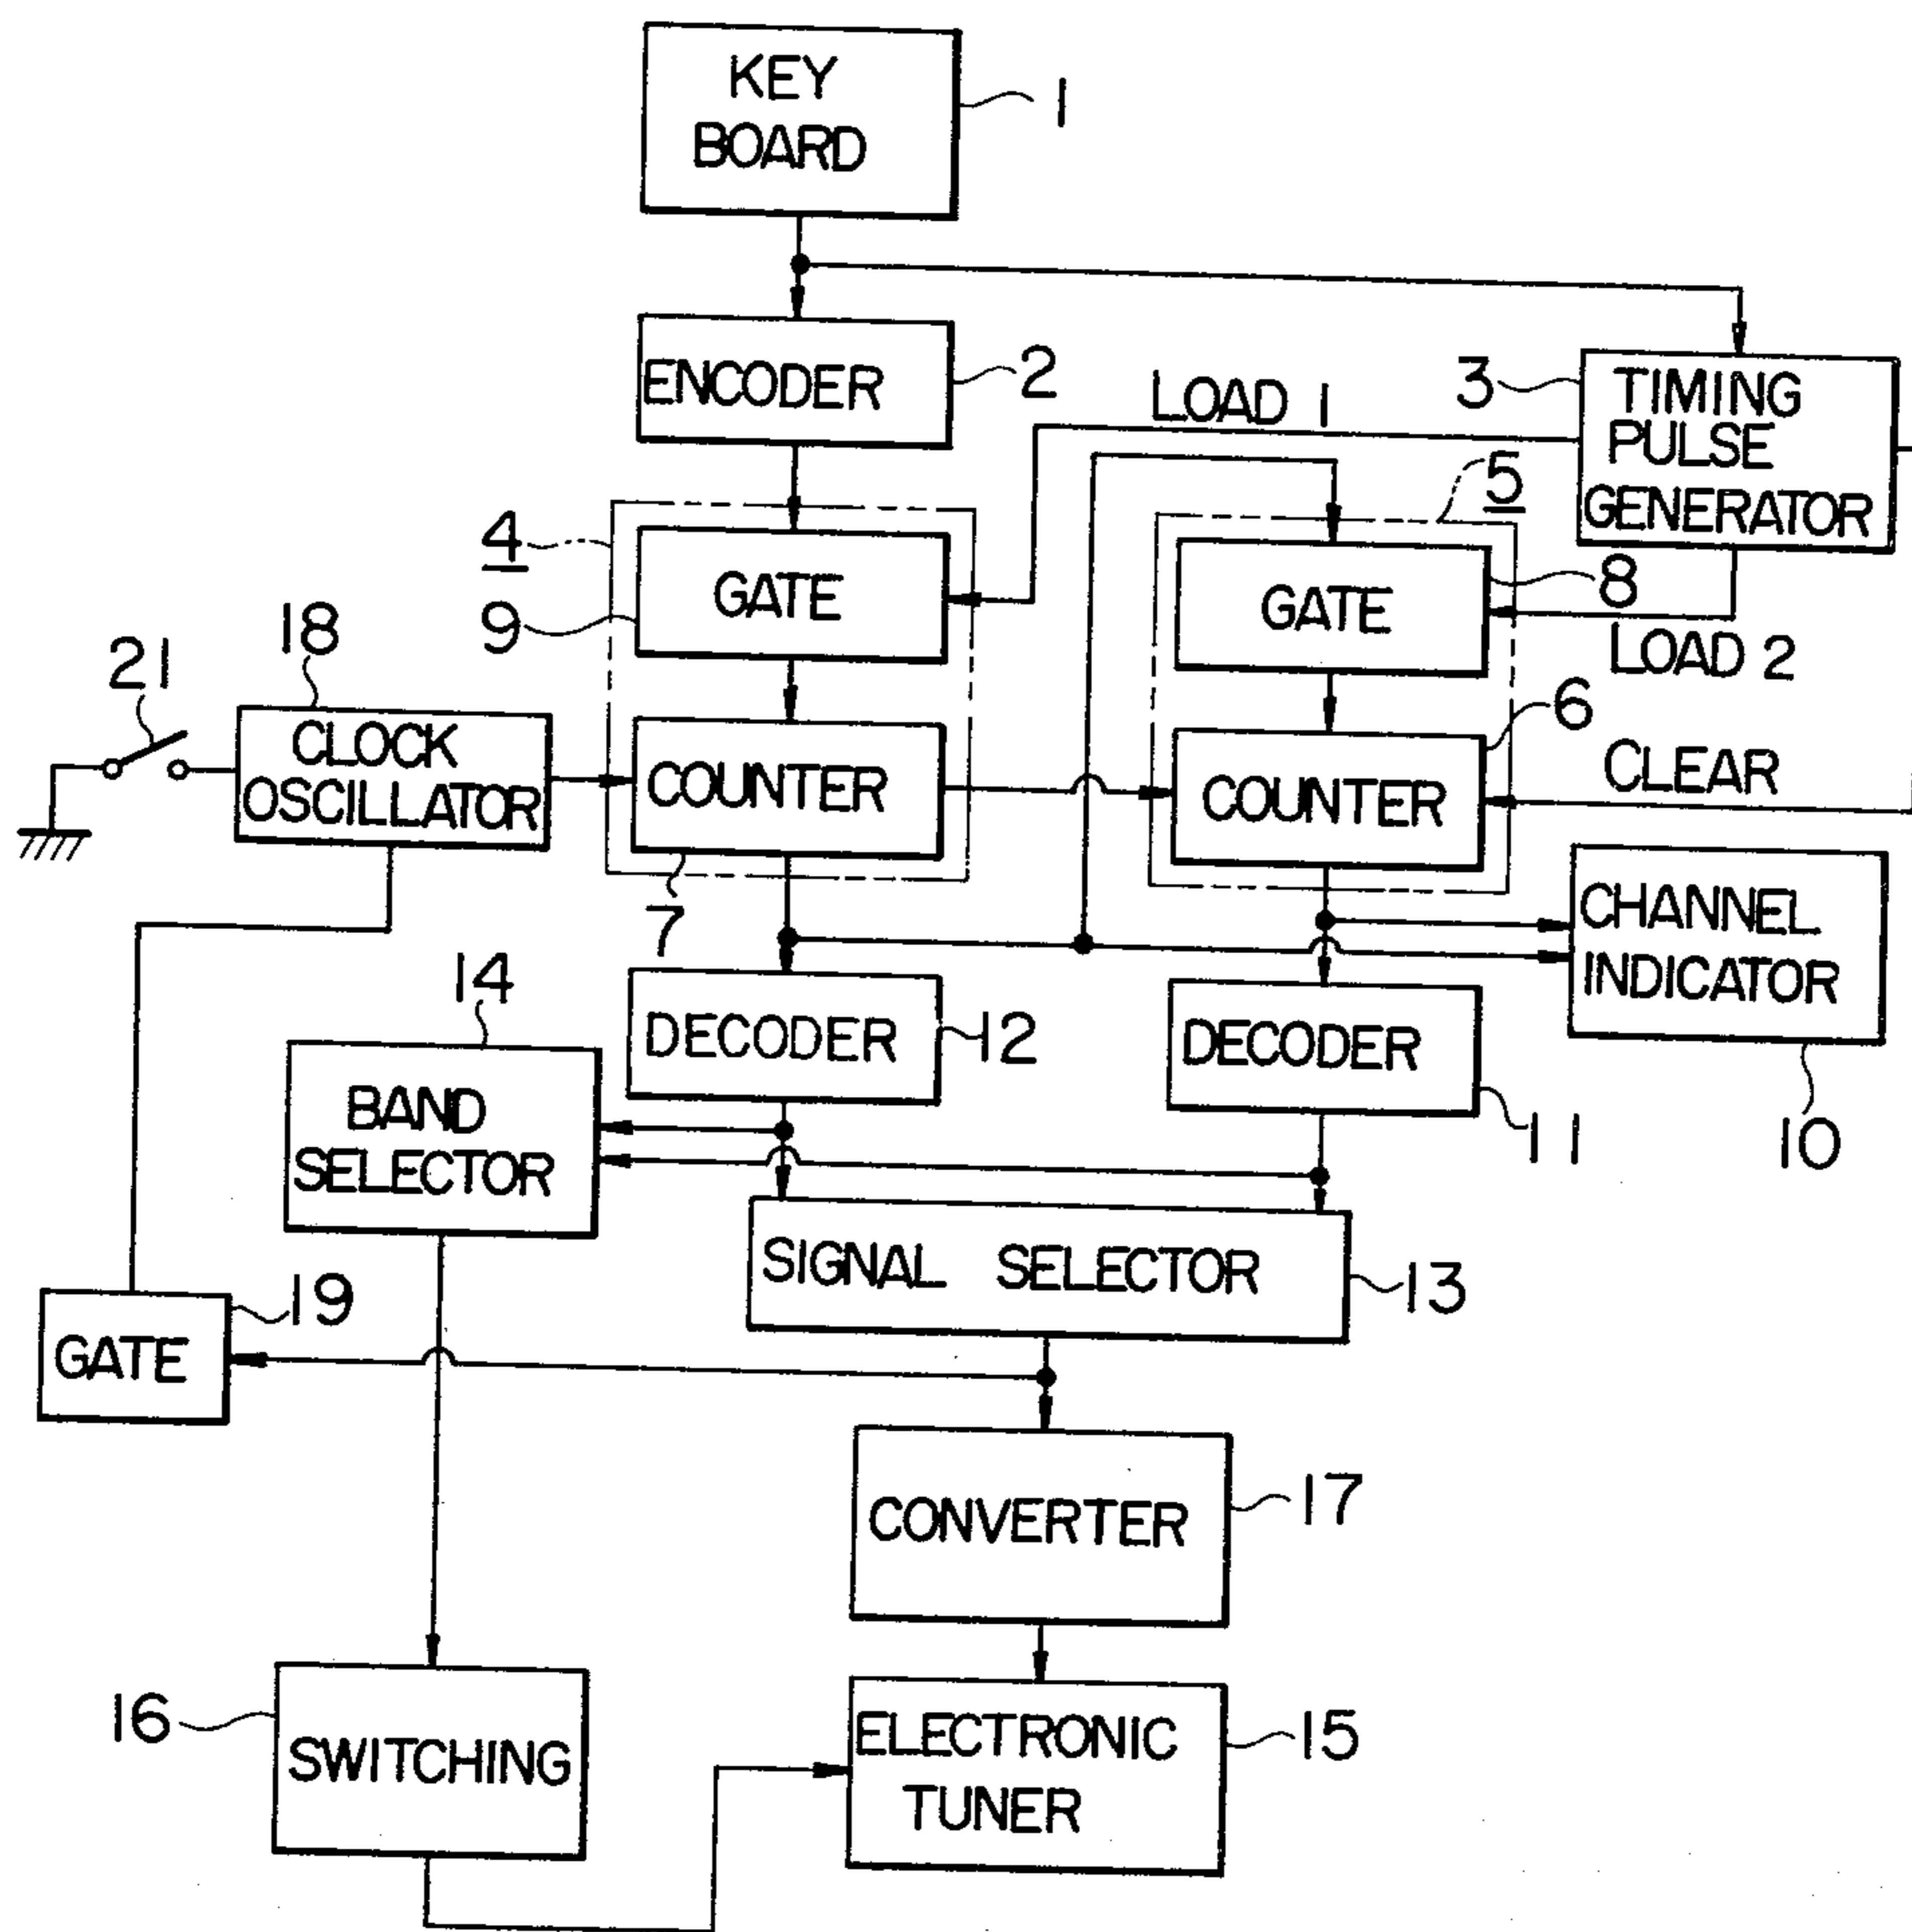 KEY
BOARD
1
ENCODER
2
3
TIMING
PULSE
GENERATOR
LOAD 1
5
4
GATE
9
GATE
8
LOAD 2
21
18
CLOCK
OSCILLATOR
COUNTER
7
COUNTER
6
CLEAR
CHANNEL
INDICATOR
10
14
BAND
SELECTOR
DECODER
12
DECODER
11
SIGNAL SELECTOR
13
19
GATE
CONVERTER
17
16
SWITCHING
ELECTRONIC
TUNER
15